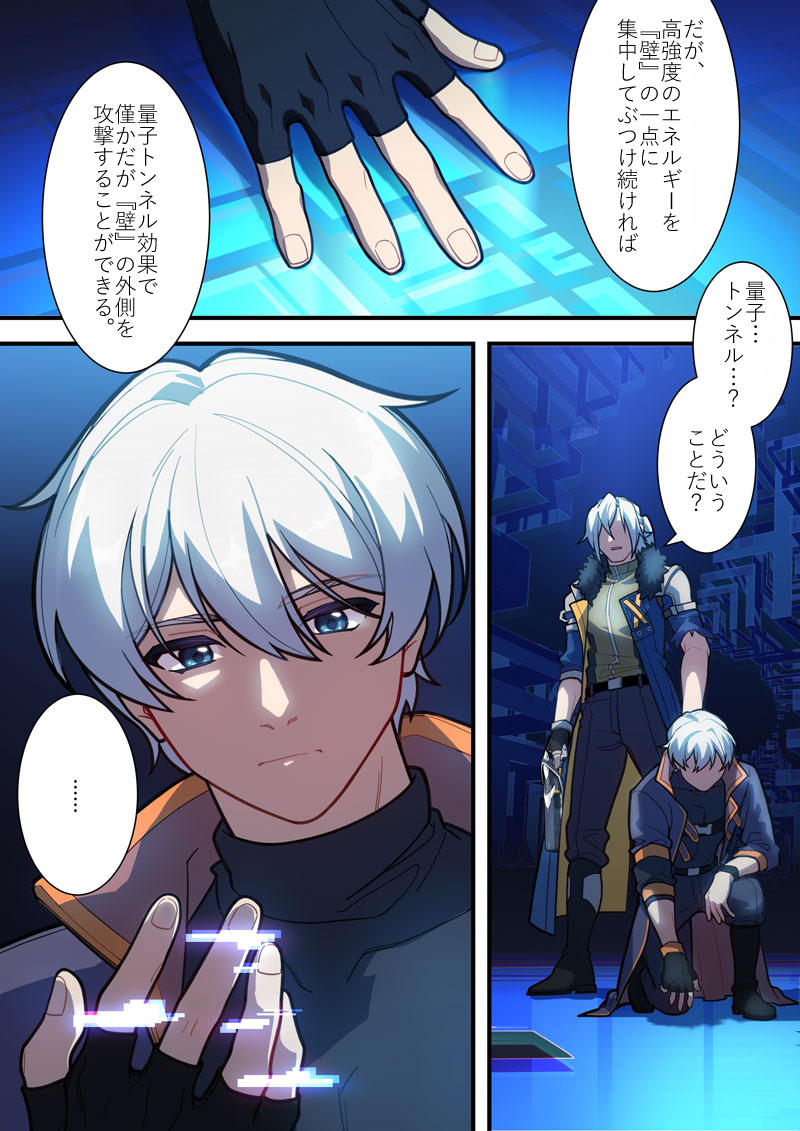 だが、
高強度のエネルギーを
『壁』の一点に
集中してぶつけ続ければ
量子トンネル効果で
僅かだが『壁』の外側を
攻撃することができる。
量子…
トンネル…?
どういう
ことだ?
……